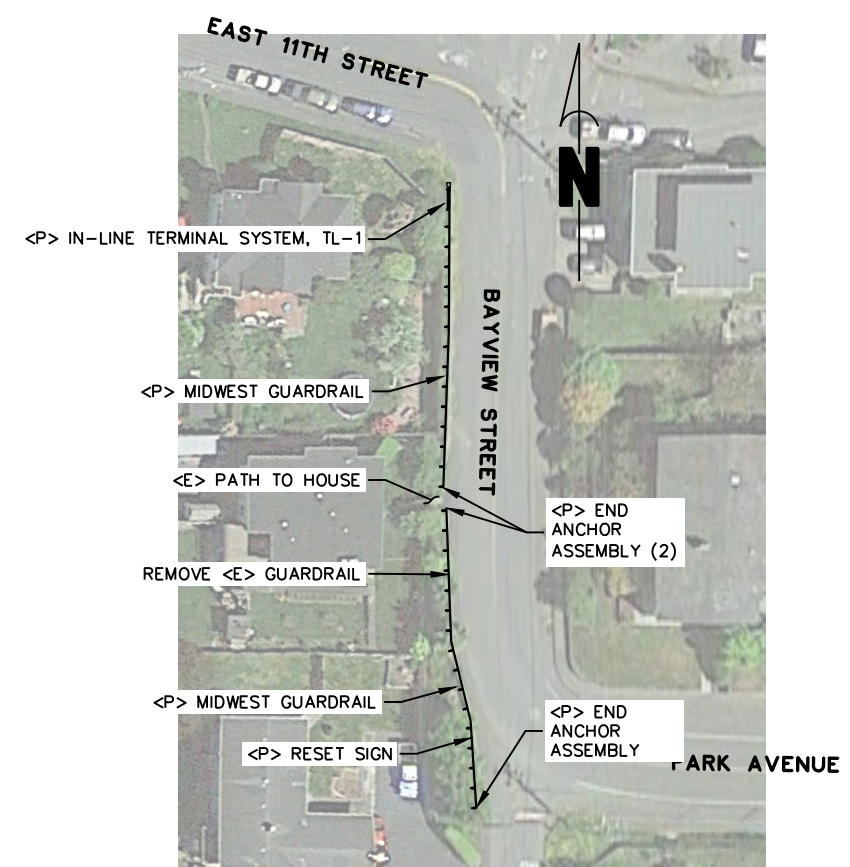 EAST 11TH STREET
N
<P> IN-LINE TERMINAL SYSTEM, TL-1
BAYVIEW STREET
<P> MIDWEST GUARDRAIL
<E> PATH TO HOUSE
<P> END
ANCHOR
ASSEMBLY (2)
REMOVE <E> GUARDRAIL
<P> MIDWEST GUARDRAIL
<P> END
ANCHOR
ASSEMBLY
<P> RESET SIGN
PARK AVENUE